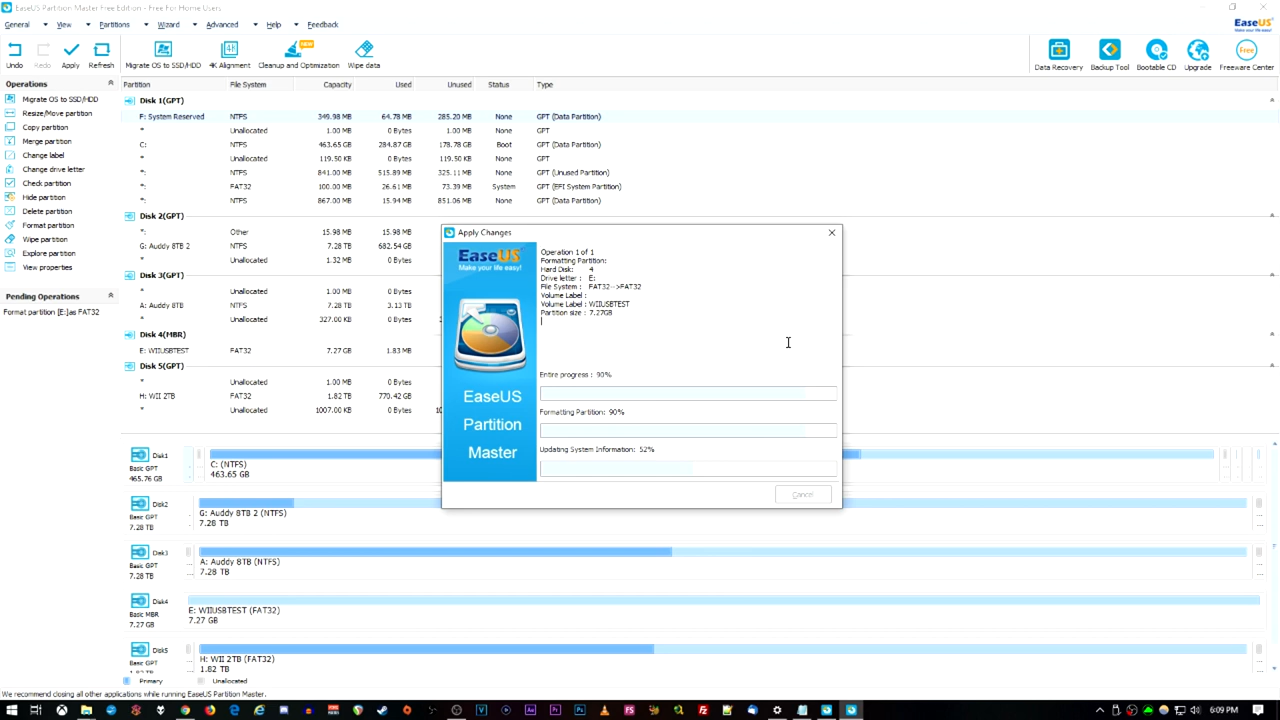 EaseUS Partition Master Free Edition - Free For Home Users
General View Partitions Wizard Advanced Help Feedback
EaseUS
Make your life easy!
NEW
4K
Free
Undo Redo Apply Refresh Migrate OS to SSD/HDD 4K Alignment Cleanup and Optimization Wipe data Data Recovery Backup Tool Bootable CD Upgrade Freeware Center
Operations
Migrate OS to SSD/HDD
Resize/Move partition
Copy partition
Merge partition
Change label
Change drive letter
Check partition
Hide partition
Delete partition
Format partition
Wipe partition
Explore partition
View properties
Pending Operations
Format partition [E:]as FAT32
Partition File System Capacity Used Unused Status Type
Disk 1(GPT)
F: System Reserved NTFS 349.98 MB 64.78 MB 285.20 MB None GPT (Data Partition)
* Unallocated 1.00 MB 0 Bytes 1.00 MB None GPT
C: NTFS 463.65 GB 284.87 GB 178.78 GB Boot GPT (Data Partition)
* Unallocated 119.50 KB 0 Bytes 119.50 KB None GPT
*: NTFS 841.00 MB 515.89 MB 325.11 MB None GPT (Unused Partition)
*: FAT32 100.00 MB 26.61 MB 73.39 MB System GPT (EFI System Partition)
*: NTFS 867.00 MB 15.94 MB 851.06 MB None GPT (Data Partition)
Disk 2(GPT)
*: Other 15.98 MB 15.98 MB
G: Auddy 8TB 2 NTFS 7.28 TB 682.54 GB
* Unallocated 1.32 MB 0 Bytes
Disk 3(GPT)
* Unallocated 1.00 MB 0 Bytes
A: Auddy 8TB NTFS 7.28 TB 3.13 TB
* Unallocated 327.00 KB 0 Bytes
Disk 4(MBR)
E: WIIUSBTEST FAT32 7.27 GB 1.83 MB
Disk 5(GPT)
* Unallocated 1.00 MB 0 Bytes
H: WII 2TB FAT32 1.82 TB 770.42 GB
* Unallocated 1007.00 KB 0 Bytes
Apply Changes
EaseUS
Make your life easy!
EaseUS
Partition
Master
Operation 1 of 1
Formatting Partition:
Hard Disk: 4
Drive letter : E:
File System : FAT32-->FAT32
Volume Label :
Volume Label : WIIUSBTEST
Partition size : 7.27GB
Entire progress : 90%
Formatting Partition: 90%
Updating System Information: 52%
Cancel
Disk1
Basic GPT
465.76 GB
C: (NTFS)
463.65 GB
Disk2
Basic GPT
7.28 TB
G: Auddy 8TB 2 (NTFS)
7.28 TB
Disk3
Basic GPT
7.28 TB
A: Auddy 8TB (NTFS)
7.28 TB
Disk4
Basic MBR
7.27 GB
E: WIIUSBTEST (FAT32)
7.27 GB
Disk5
Basic GPT
1.82 TB
H: WII 2TB (FAT32)
1.82 TB
Primary Unallocated
We recommend closing all other applications while running EaseUS Partition Master.
6:09 PM